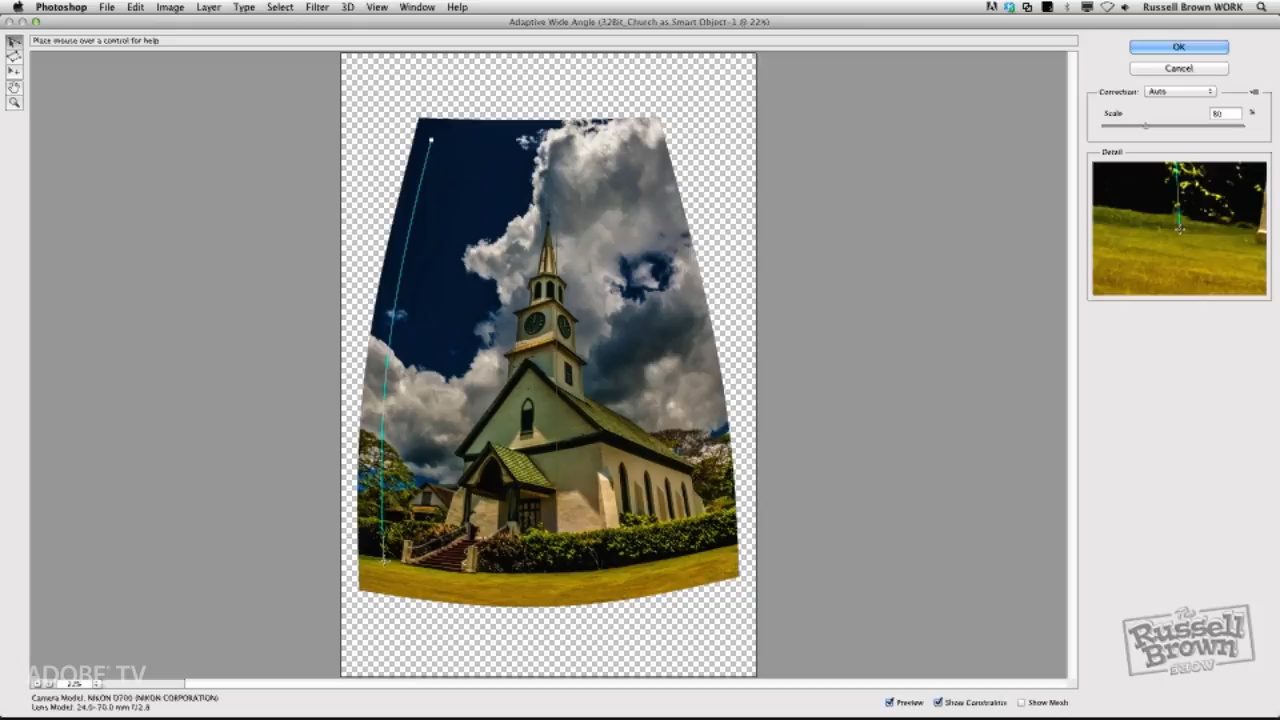 Photoshop File Edit Image Layer Type Select Filter 3D View Window Help Russell Brown WORK
Adaptive Wide Angle (32Bit_Church as Smart Object-1 @ 22%)
Place mouse over a control for help
OK
Cancel
Correction: Auto
Scale 80 %
Detail
The
Russell
Brown
SHOW
ADOBE TV
Camera Model: NIKON D700 (NIKON CORPORATION)
Lens Model: 24.0-70.0 mm f/2.8
Preview Show Constraints Show Mesh